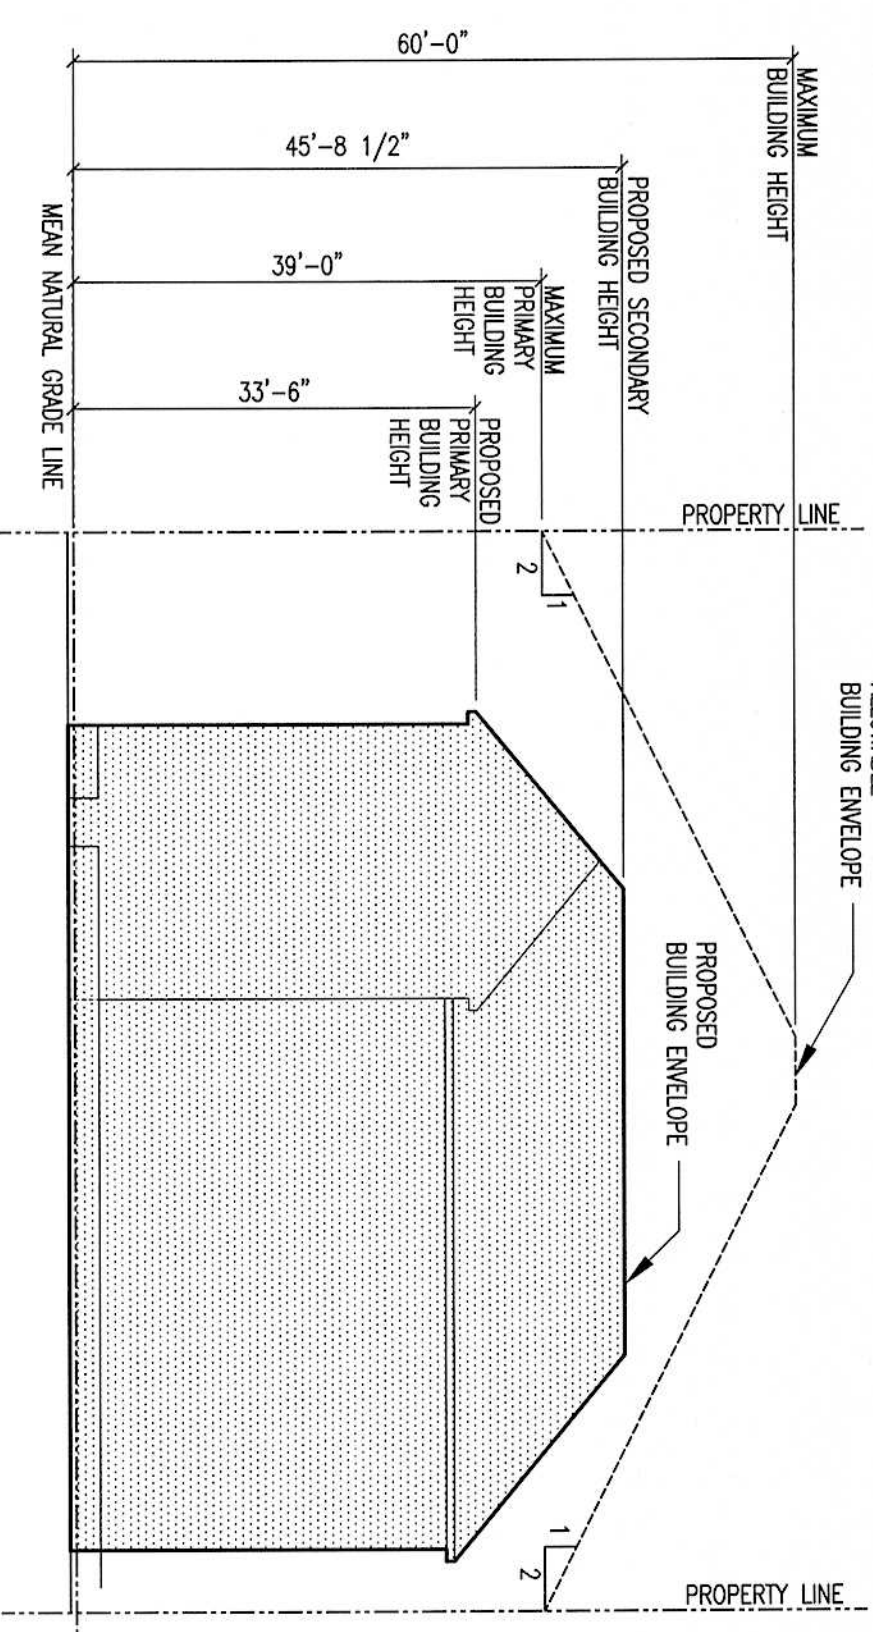 60'-0"
MAXIMUM
BUILDING HEIGHT
45'-8 1/2"
PROPOSED SECONDARY
BUILDING HEIGHT
39'-0"
MAXIMUM
PRIMARY
BUILDING
HEIGHT
33'-6"
PROPOSED
PRIMARY
BUILDING
HEIGHT
MEAN NATURAL GRADE LINE
PROPERTY LINE
1
2
BUILDING ENVELOPE
PROPOSED
BUILDING ENVELOPE
1
2
PROPERTY LINE